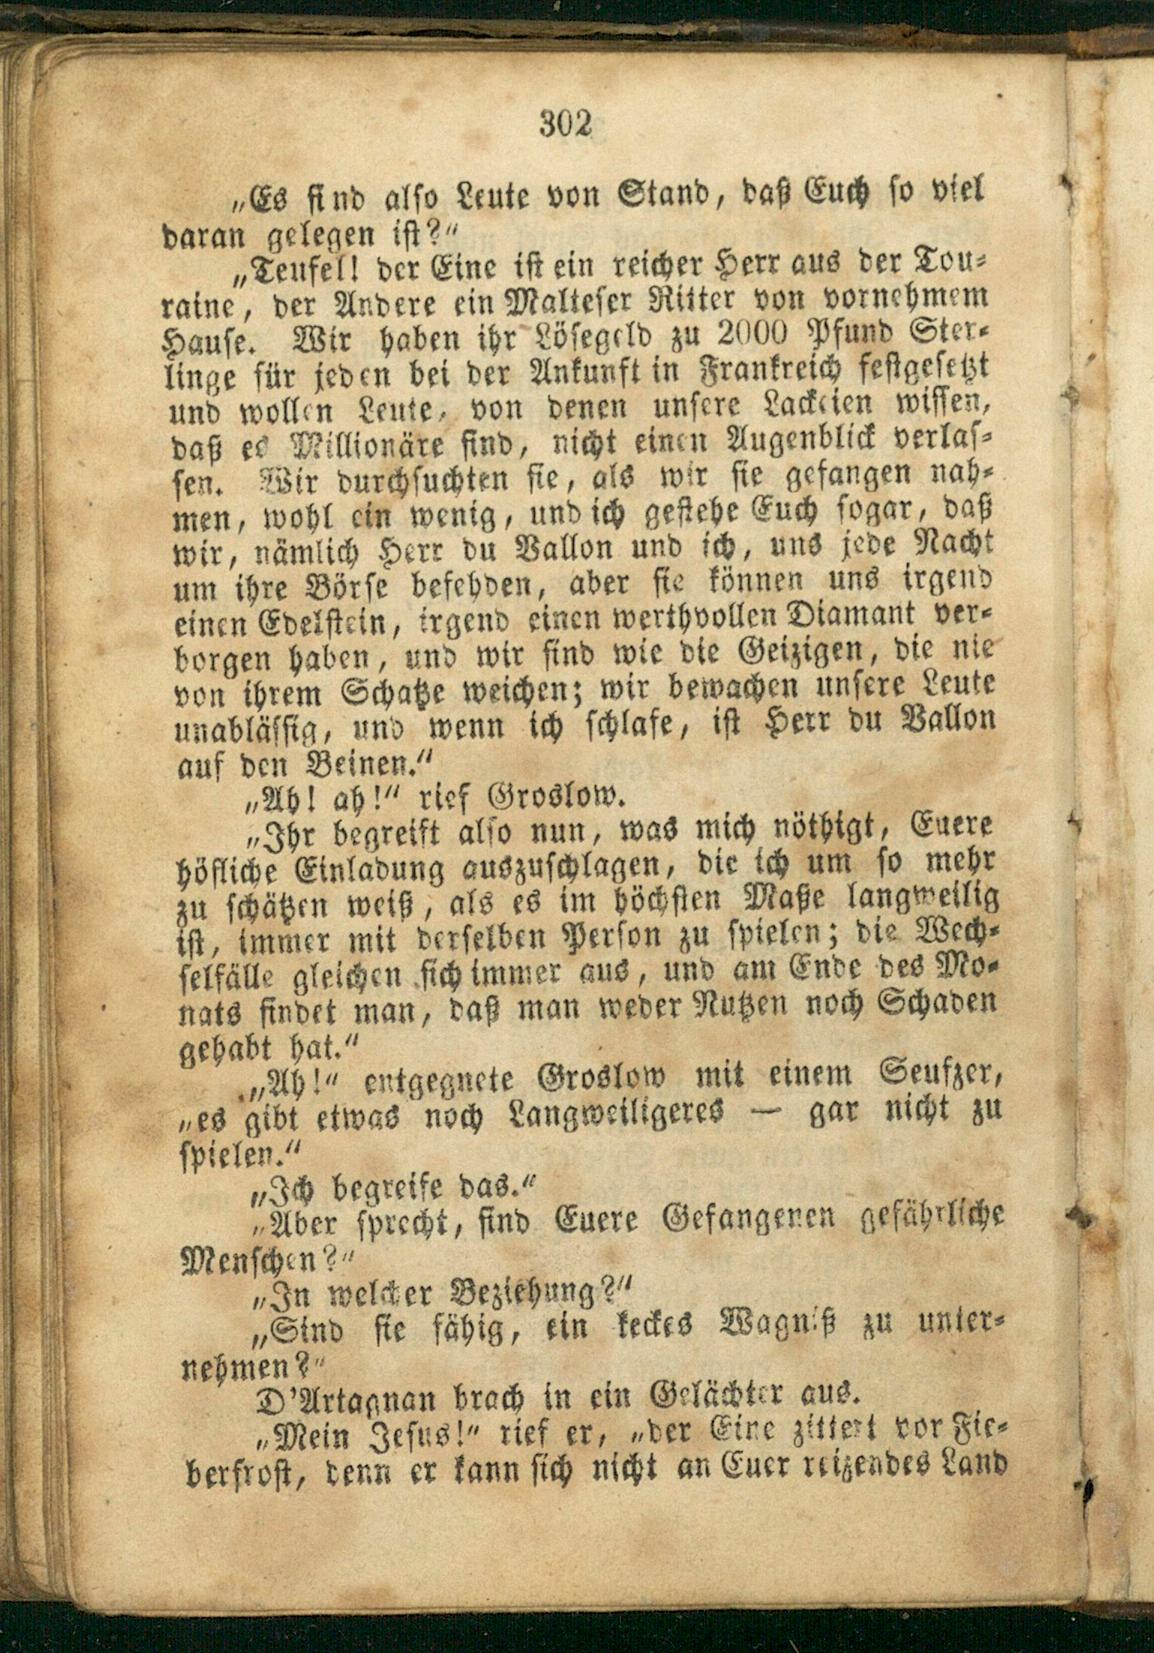 302
„Es sind also Leute von Stand, daß Euch so viel
daran gelegen ist?“
„Teufel! der Eine ist ein reicher Herr aus der Tou-
raine, der Andere ein Malteser Ritter von vornehmem
Hause. Wir haben ihr Lösegeld zu 2000 Pfund Ster-
linge für jeden bei der Ankunft in Frankreich festgesetzt
und wollen Leute, von denen unsere Lackeien wissen,
daß es Millionäre sind, nicht einen Augenblick verlas-
sen. Wir durchsuchten sie, als wir sie gefangen nah-
men, wohl ein wenig, und ich gestehe Euch sogar, daß
wir, nämlich Herr du Vallon und ich, uns jede Nacht
um ihre Börse befehden, aber sie können uns irgend
einen Edelstein, irgend einen werthvollen Diamant ver-
borgen haben, und wir sind wie die Geizigen, die nie
von ihrem Schatze weichen; wir bewachen unsere Leute
unablässig, und wenn ich schlafe, ist Herr du Vallon
auf den Beinen.“
„Ah! ah!“ rief Groslow.
„Ihr begreift also nun, was mich nöthigt, Euere
höfliche Einladung auszuschlagen, die ich um so mehr
zu schätzen weiß, als es im höchsten Maße langweilig
ist, immer mit derselben Person zu spielen; die Wech-
selfälle gleichen sich immer aus, und am Ende des Mo-
nats findet man, daß man weder Nutzen noch Schaden
gehabt hat.“
„Ah!“ entgegnete Groslow mit einem Seufzer,
„es gibt etwas noch Langweiligeres — gar nicht zu
spielen.“
„Ich begreife das.“
„Aber sprecht, sind Euere Gefangenen gefährliche
Menschen?“
„In welcher Beziehung?“
„Sind sie fähig, ein keckes Wagniß zu unter-
nehmen?“
D'Artagnan brach in ein Gelächter aus.
„Mein Jesus!“ rief er, „der Eine zittert vor Fie-
berfrost, denn er kann sich nicht an Euer reizendes Land